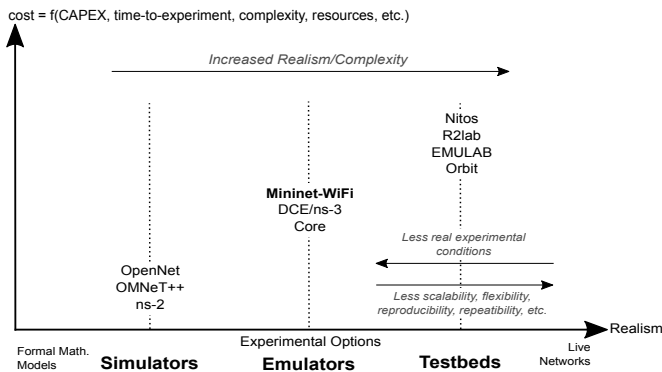 cost = f(CAPEX, time-to-experiment, complexity, resources, etc.)
Increased Realism/Complexity
Nitos
R2lab
EMULAB
Orbit
Mininet-WiFi
DCE/ns-3
Core
Less real experimental
conditions
OpenNet
OMNeT++
ns-2
Less scalability, flexibility,
reproducibility, repeatibility, etc.
Realism
Experimental Options
Formal Math.
Models
Simulators
Emulators
Testbeds
Live
Networks